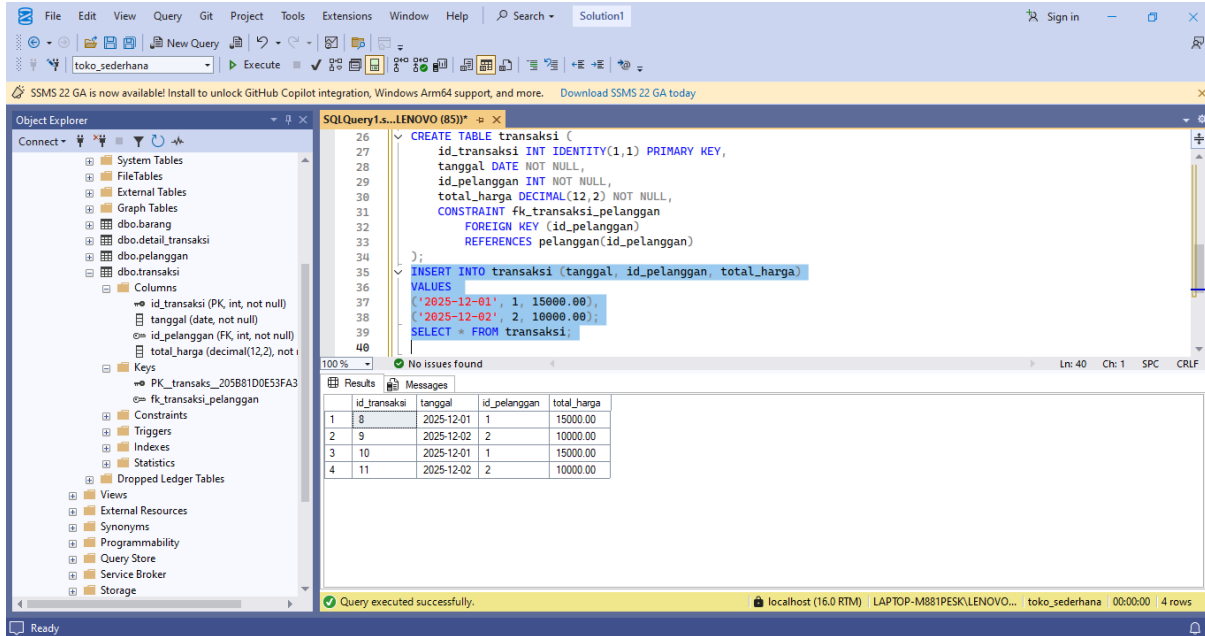 File Edit View Query Git Project Tools Extensions Window Help Search Solution1 Sign in
New Query
toko_sederhana Execute
SSMS 22 GA is now available! Install to unlock GitHub Copilot integration, Windows Arm64 support, and more. Download SSMS 22 GA today
Object Explorer
Connect
System Tables
FileTables
External Tables
Graph Tables
dbo.barang
dbo.detail_transaksi
dbo.pelanggan
dbo.transaksi
Columns
id_transaksi (PK, int, not null)
tanggal (date, not null)
id_pelanggan (FK, int, not null)
total_harga (decimal(12,2), not
Keys
PK__transaks__205B81D0E53FA3
fk_transaksi_pelanggan
Constraints
Triggers
Indexes
Statistics
Dropped Ledger Tables
Views
External Resources
Synonyms
Programmability
Query Store
Service Broker
Storage
SQLQuery1.s...LENOVO (85))*
26 CREATE TABLE transaksi (
27 id_transaksi INT IDENTITY(1,1) PRIMARY KEY,
28 tanggal DATE NOT NULL,
29 id_pelanggan INT NOT NULL,
30 total_harga DECIMAL(12,2) NOT NULL,
31 CONSTRAINT fk_transaksi_pelanggan
32 FOREIGN KEY (id_pelanggan)
33 REFERENCES pelanggan(id_pelanggan)
34 );
35 INSERT INTO transaksi (tanggal, id_pelanggan, total_harga)
36 VALUES
37 ('2025-12-01', 1, 15000.00),
38 ('2025-12-02', 2, 10000.00);
39 SELECT * FROM transaksi;
40
100 % No issues found Ln: 40 Ch: 1 SPC CRLF
Results Messages
id_transaksi tanggal id_pelanggan total_harga
1 8 2025-12-01 1 15000.00
2 9 2025-12-02 2 10000.00
3 10 2025-12-01 1 15000.00
4 11 2025-12-02 2 10000.00
Query executed successfully. localhost (16.0 RTM) LAPTOP-M881PESK\LENOVO... toko_sederhana 00:00:00 4 rows
Ready